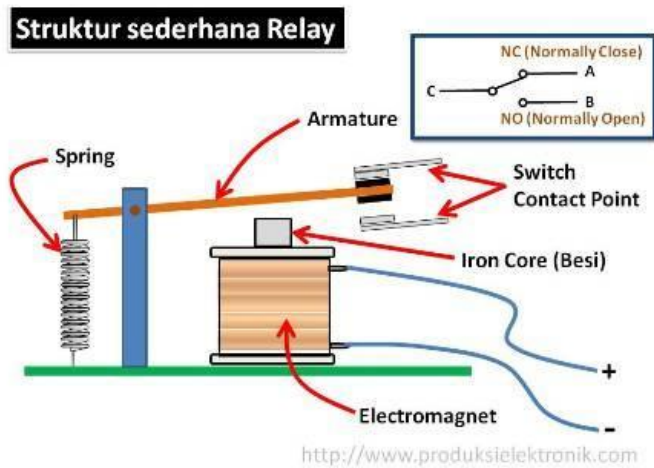 Struktur sederhana Relay
NC (Normally Close)
A
C
B
NO (Normally Open)
Armature
Spring
Switch
Contact Point
Iron Core (Besi)
+
Electromagnet
-
http://www.produksielektronik.com